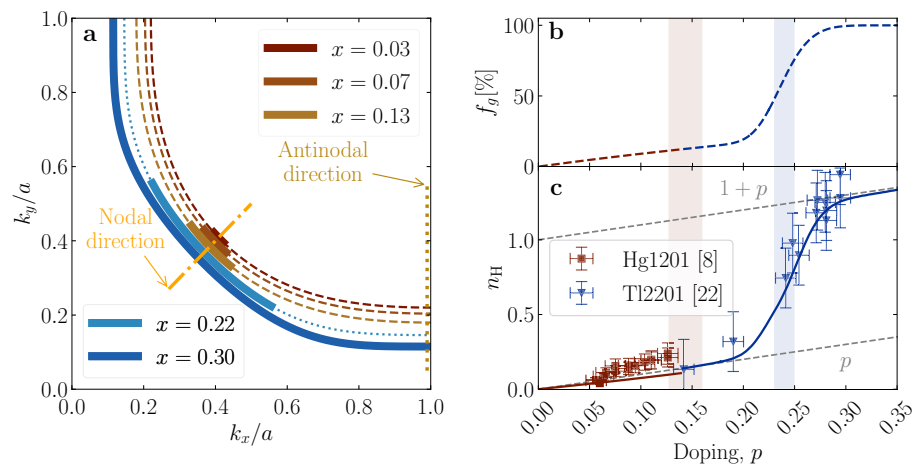 a
x = 0.03
x = 0.07
x = 0.13
Antinodal
direction
Nodal
direction
x = 0.22
x = 0.30
1.0
0.8
0.6
0.4
0.2
0.0
k_y/a
0.0
0.2
0.4
0.6
0.8
1.0
k_x/a
b
100
50
0
f_g[%]
c
1 + p
Hg1201 [8]
Tl2201 [22]
p
1.0
0.5
0.0
n_H
0.00
0.05
0.10
0.15
0.20
0.25
0.30
0.35
Doping, p